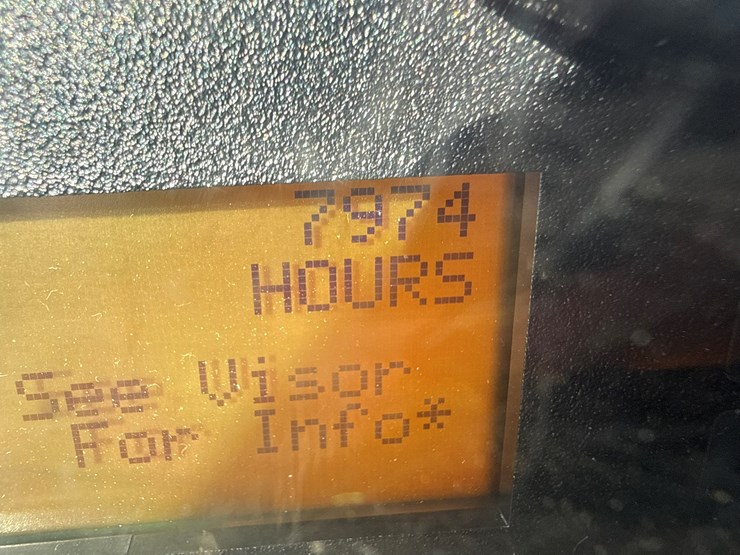 7974
HOURS
See Visor
For Info*